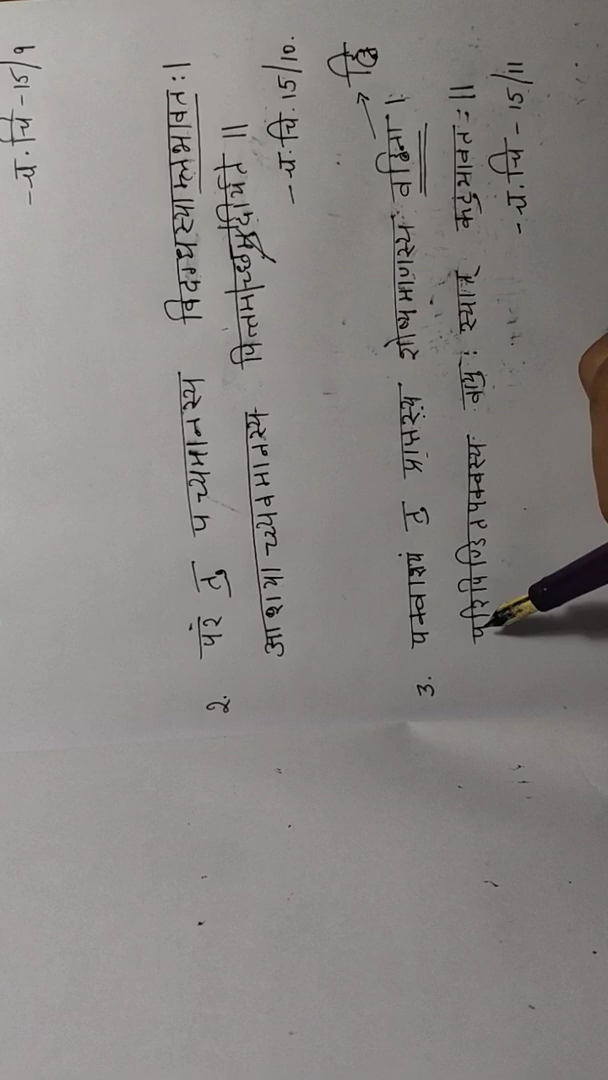 -च. चि - 15/9
2. परं तु पच्यमानस्य विदग्धस्याम्लभावतः।
आशयाच्च्यवमानस्य पित्तमच्छमुदीर्यते ॥
-च. चि. 15/10.
3. पक्वाशयं तु प्राप्तस्य शोष्यमाणस्य वह्निना।
परिपिण्डितपक्वस्य वायुः स्यात् कटुभावतः ॥
-च. चि - 15/11